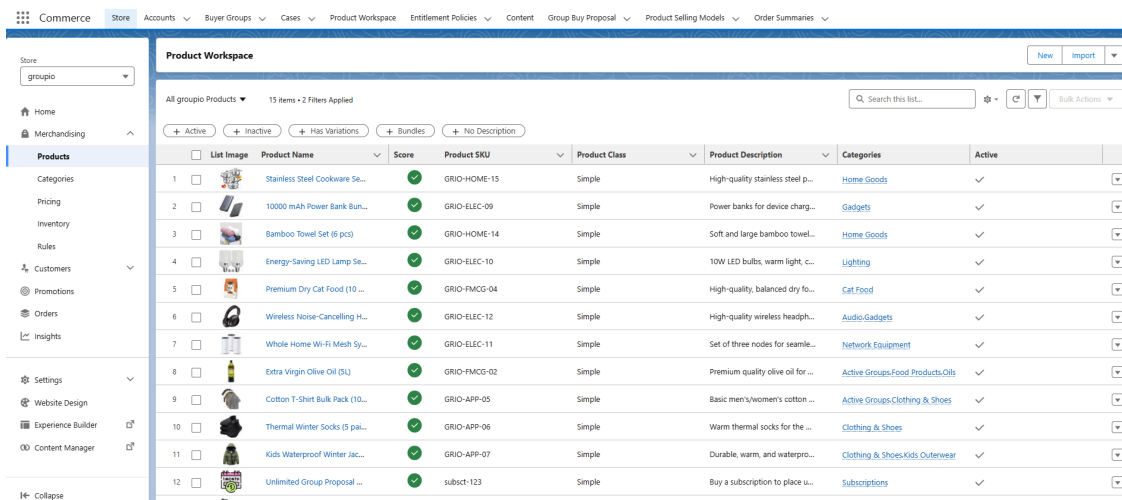 Commerce Store Accounts Buyer Groups Cases Product Workspace Entitlement Policies Content Group Buy Proposal Product Selling Models Order Summaries
Store
groupio
Home
Merchandising
Products
Categories
Pricing
Inventory
Rules
Customers
Promotions
Orders
Insights
Settings
Website Design
Experience Builder
Content Manager
Collapse
Product Workspace
New Import
All groupio Products 15 items • 2 Filters Applied
Search this list...
Bulk Actions
+ Active + Inactive + Has Variations + Bundles + No Description
List Image Product Name Score Product SKU Product Class Product Description Categories Active
1 Stainless Steel Cookware Se... GRIO-HOME-15 Simple High-quality stainless steel p... Home Goods
2 10000 mAh Power Bank Bun... GRIO-ELEC-09 Simple Power banks for device charg... Gadgets
3 Bamboo Towel Set (6 pcs) GRIO-HOME-14 Simple Soft and large bamboo towel... Home Goods
4 Energy-Saving LED Lamp Se... GRIO-ELEC-10 Simple 10W LED bulbs, warm light, c... Lighting
5 Premium Dry Cat Food (10 ... GRIO-FMCG-04 Simple High-quality, balanced dry fo... Cat Food
6 Wireless Noise-Cancelling H... GRIO-ELEC-12 Simple High-quality wireless headph... Audio,Gadgets
7 Whole Home Wi-Fi Mesh Sy... GRIO-ELEC-11 Simple Set of three nodes for seamle... Network Equipment
8 Extra Virgin Olive Oil (5L) GRIO-FMCG-02 Simple Premium quality olive oil for ... Active Groups,Food Products,Oils
9 Cotton T-Shirt Bulk Pack (10... GRIO-APP-05 Simple Basic men's/women's cotton ... Active Groups,Clothing & Shoes
10 Thermal Winter Socks (5 pai... GRIO-APP-06 Simple Warm thermal socks for the ... Clothing & Shoes
11 Kids Waterproof Winter Jac... GRIO-APP-07 Simple Durable, warm, and waterpro... Clothing & Shoes,Kids Outerwear
12 Unlimited Group Proposal ... subsct-123 Simple Buy a subscription to place u... Subscriptions